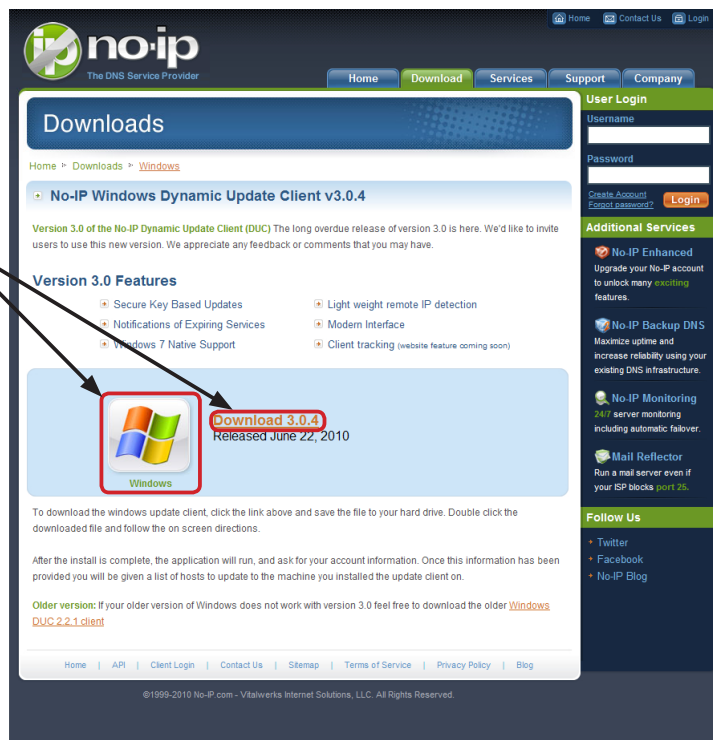 Home Contact Us Login
ip no·ip
The DNS Service Provider
Home Download Services Support Company
Downloads
Home Downloads Windows
No-IP Windows Dynamic Update Client v3.0.4
Version 3.0 of the No-IP Dynamic Update Client (DUC) The long overdue release of version 3.0 is here. We'd like to invite
users to use this new version. We appreciate any feedback or comments that you may have.
Version 3.0 Features
Secure Key Based Updates
Notifications of Expiring Services
Windows 7 Native Support
Light weight remote IP detection
Modern Interface
Client tracking (website feature coming soon)
Windows
Download 3.0.4
Released June 22, 2010
To download the windows update client, click the link above and save the file to your hard drive. Double click the
downloaded file and follow the on screen directions.
After the install is complete, the application will run, and ask for your account information. Once this information has been
provided you will be given a list of hosts to update to the machine you installed the update client on.
Older version: If your older version of Windows does not work with version 3.0 feel free to download the older Windows
DUC 2.2.1 client
Home | API | Client Login | Contact Us | Sitemap | Terms of Service | Privacy Policy | Blog
User Login
Username
Password
Create Account
Forgot password?
Login
Additional Services
No-IP Enhanced
Upgrade your No-IP account
to unlock many exciting
features.
No-IP Backup DNS
Maximize uptime and
increase reliability using your
existing DNS infrastructure.
No-IP Monitoring
24/7 server monitoring
including automatic failover.
Mail Reflector
Run a mail server even if
your ISP blocks port 25.
Follow Us
Twitter
Facebook
No-IP Blog
©1999-2010 No-IP.com - Vitalwerks Internet Solutions, LLC. All Rights Reserved.